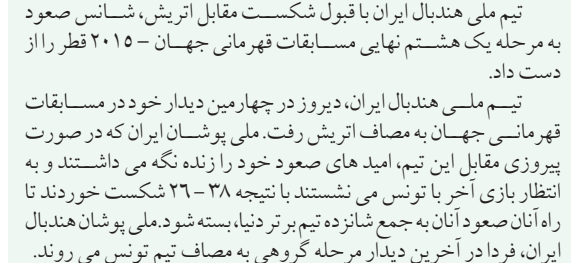 تیم ملی هندبال ایران با قبول شکست مقابل اتریش، شانس صعود
به مرحله یک هشتم نهایی مسابقات قهرمانی جهان – ۲۰۱۵ قطر را از
دست داد.
تیم ملی هندبال ایران، دیروز در چهارمین دیدار خود در مسابقات
قهرمانی جهان به مصاف اتریش رفت. ملی پوشان ایران که در صورت
پیروزی مقابل این تیم، امید های صعود خود را زنده نگه می داشتند و به
انتظار بازی آخر با تونس می نشستند با نتیجه ۳۸ – ۲۶ شکست خوردند تا
راه آنان صعود آنان به جمع شانزده تیم برتر دنیا، بسته شود.ملی پوشان هندبال
ایران، فردا در آخرین دیدار مرحله گروهی به مصاف تیم تونس می روند.